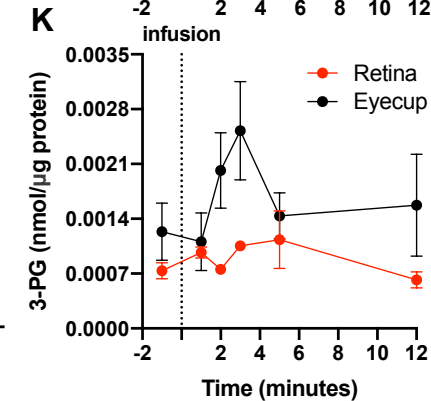 -2 2 4 6 8 10 12
K
infusion
0.0035
0.0028
0.0021
0.0014
0.0007
0.0000
3-PG (nmol/µg protein)
Retina
Eyecup
-2 2 4 6 8 10 12
Time (minutes)